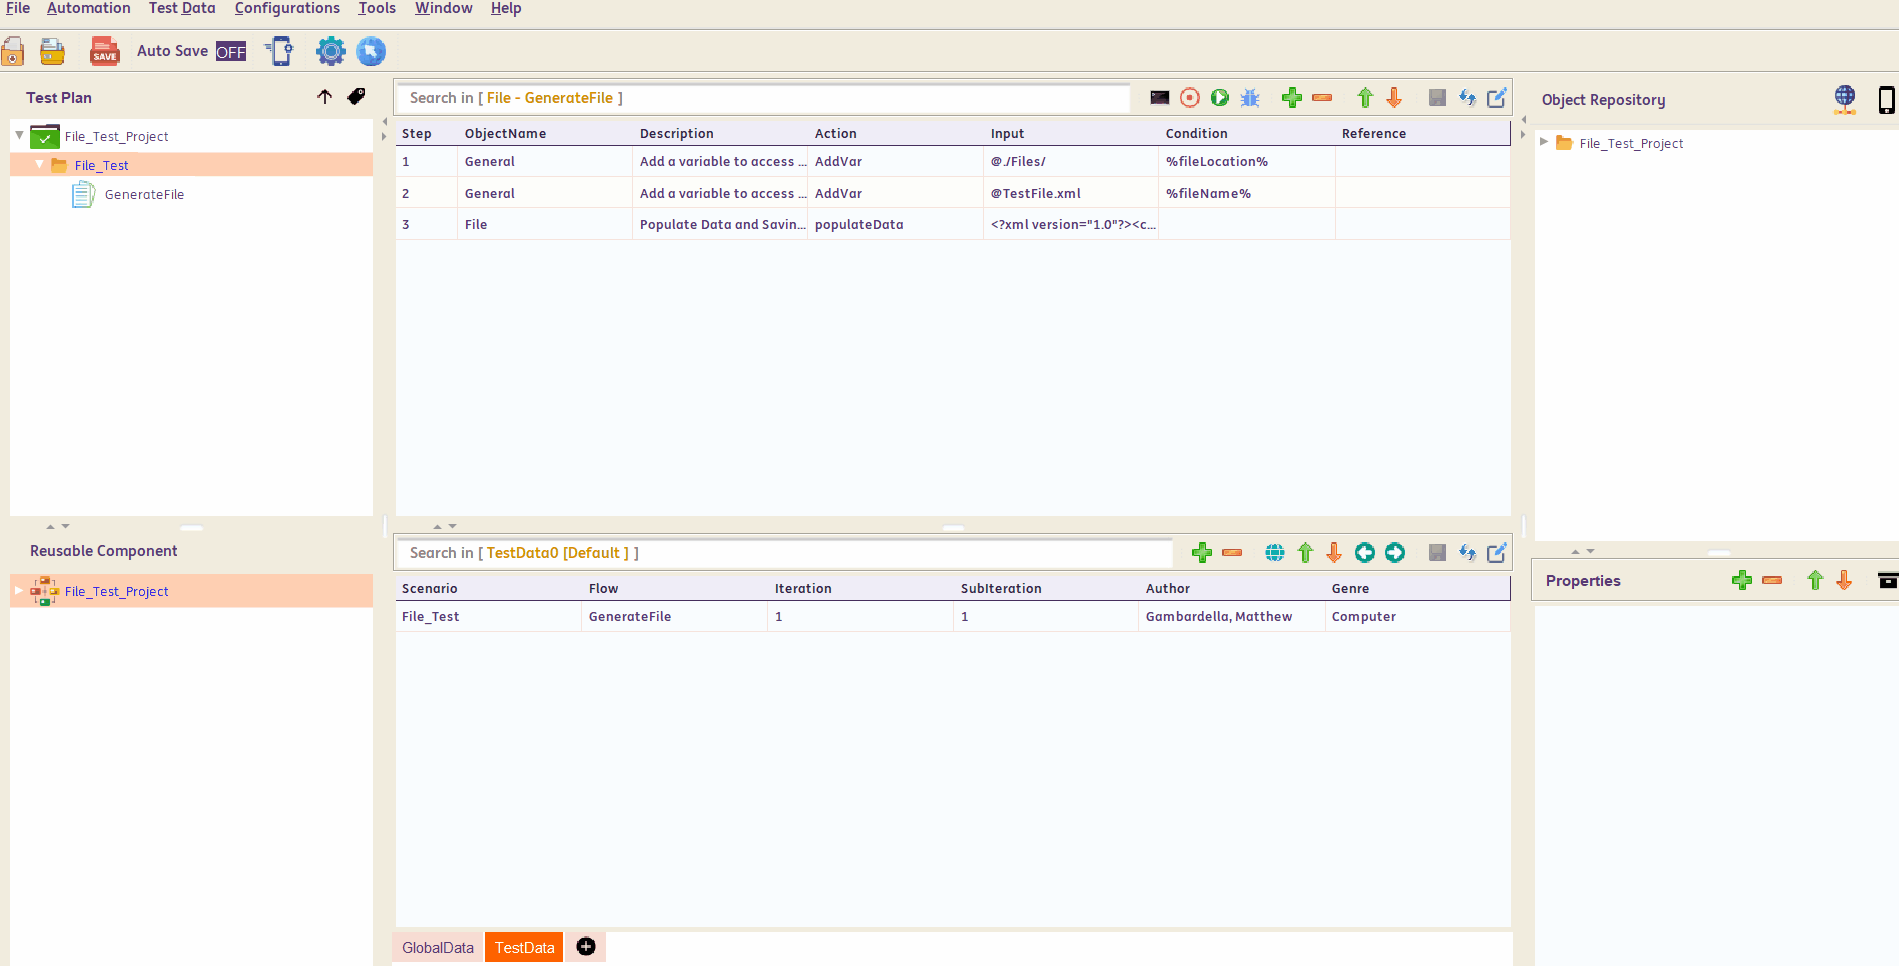 File Automation Test Data Configurations Tools Window Help
SAVE Auto Save OFF
Test Plan
File_Test_Project
File_Test
GenerateFile
Search in [ File - GenerateFile ]
Step ObjectName Description Action Input Condition Reference
1 General Add a variable to access ... AddVar @./Files/ %fileLocation%
2 General Add a variable to access ... AddVar @TestFile.xml %fileName%
3 File Populate Data and Savin... populateData <?xml version="1.0"?><c...
Object Repository
File_Test_Project
Reusable Component
File_Test_Project
Search in [ TestData0 [Default ] ]
Scenario Flow Iteration SubIteration Author Genre
File_Test GenerateFile 1 1 Gambardella, Matthew Computer
GlobalData TestData
Properties